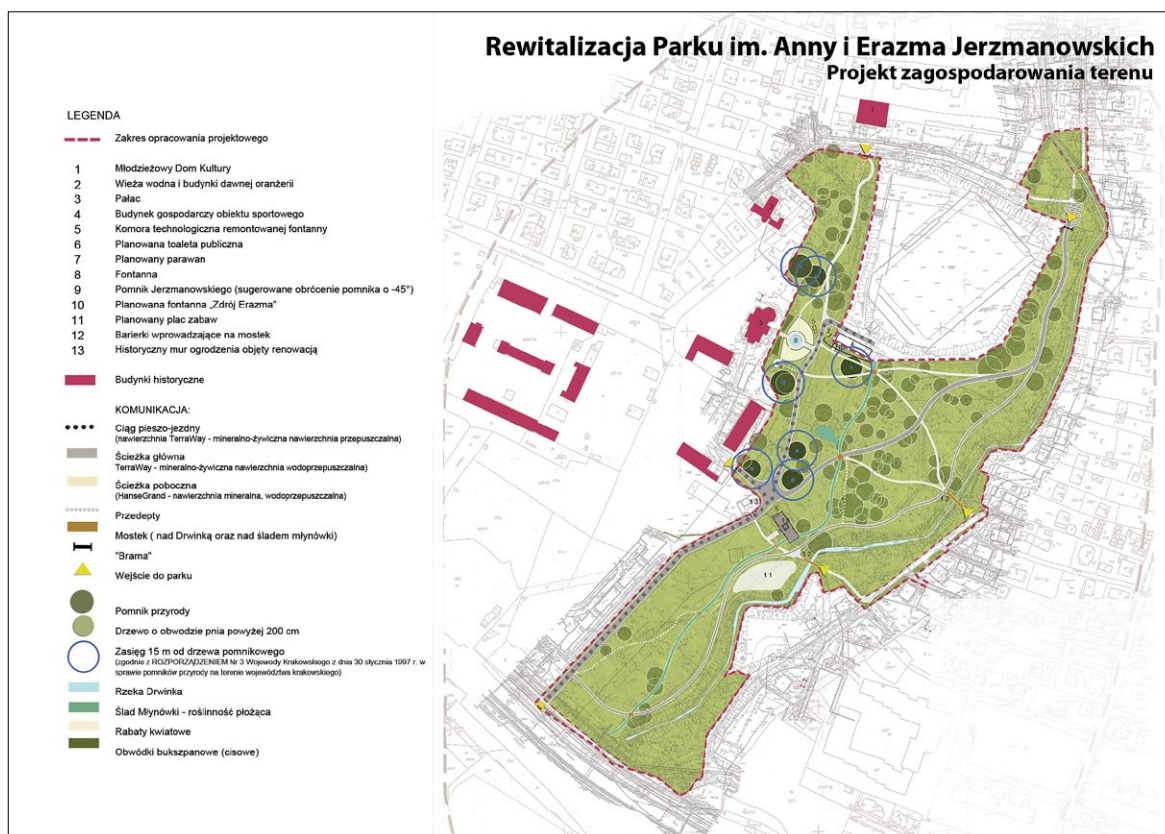 Rewitalizacja Parku im. Anny i Erazma Jerzmanowskich
Projekt zagospodarowania terenu
LEGENDA
Zakres opracowania projektowego
1 Młodzieżowy Dom Kultury
2 Wieża wodna i budynki dawnej oranżerii
3 Pałac
4 Budynek gospodarczy obiektu sportowego
5 Komora technologiczna remontowanej fontanny
6 Planowana toaleta publiczna
7 Planowany parawan
8 Fontanna
9 Pomnik Jerzmanowskiego (sugerowane obrócenie pomnika o -45°)
10 Planowana fontanna „Zdrój Erazma"
11 Planowany plac zabaw
12 Barierki wprowadzające na mostek
13 Historyczny mur ogrodzenia objęty renowacją
Budynki historyczne
KOMUNIKACJA:
Ciąg pieszo-jezdny
(nawierzchnia TerraWay - mineralno-żywiczna nawierzchnia przepuszczalna)
Ścieżka główna
TerraWay - mineralno-żywiczna nawierzchnia wodoprzepuszczalna)
Ścieżka poboczna
(HanseGrand - nawierzchnia mineralna, wodoprzepuszczalna)
Przedepty
Mostek ( nad Drwinką oraz nad śladem młynówki)
"Brama"
Wejście do parku
Pomnik przyrody
Drzewo o obwodzie pnia powyżej 200 cm
Zasięg 15 m od drzewa pomnikowego
(zgodnie z ROZPORZĄDZENIEM Nr 3 Wojewody Krakowskiego z dnia 30 stycznia 1997 r. w
sprawie pomników przyrody na terenie województwa krakowskiego)
Rzeka Drwinka
Ślad Młynówki - roślinność płożąca
Rabaty kwiatowe
Obwódki bukszpanowe (cisowe)
3
5
8
13
12
11
12